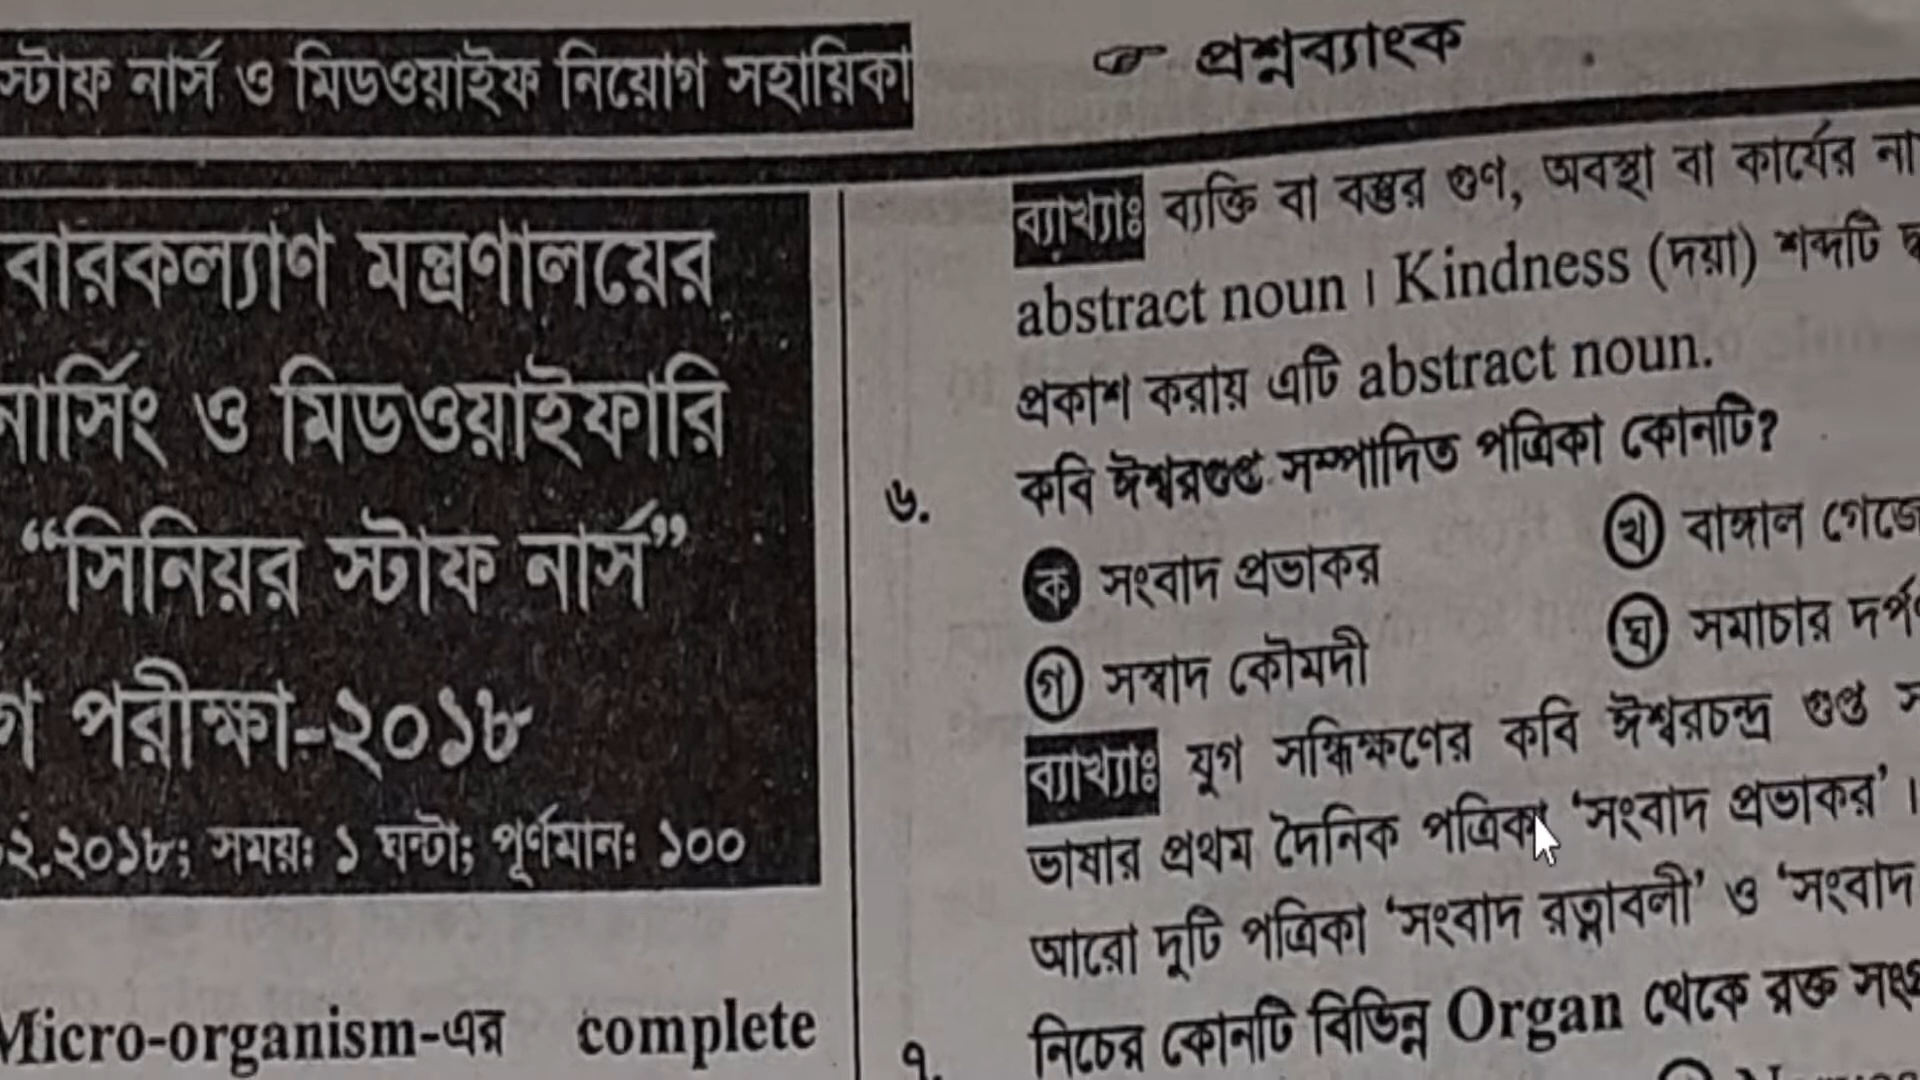 স্টাফ নার্স ও মিডওয়াইফ নিয়োগ সহায়িকা
প্রশ্নব্যাংক
বারকল্যাণ মন্ত্রণালয়ের
নার্সিং ও মিডওয়াইফারি
“সিনিয়র স্টাফ নার্স”
পরীক্ষা-২০১৮
২.২০১৮; সময়ঃ ১ ঘন্টা; পূর্ণমানঃ ১০০
Micro-organism-এর complete
ব্যাখ্যাঃ ব্যক্তি বা বস্তুর গুণ, অবস্থা বা কার্যের না
abstract noun। Kindness (দয়া) শব্দটি
প্রকাশ করায় এটি abstract noun.
৬. কবি ঈশ্বরগুপ্ত সম্পাদিত পত্রিকা কোনটি?
ক সংবাদ প্রভাকর খ বাঙ্গাল গেজে
গ সম্বাদ কৌমদী ঘ সমাচার দর্পণ
ব্যাখ্যাঃ যুগ সন্ধিক্ষণের কবি ঈশ্বরচন্দ্র গুপ্ত স
ভাষার প্রথম দৈনিক পত্রিকা ‘সংবাদ প্রভাকর’।
আরো দুটি পত্রিকা ‘সংবাদ রত্নাবলী’ ও ‘সংবাদ
৭. নিচের কোনটি বিভিন্ন Organ থেকে রক্ত সংগ্র